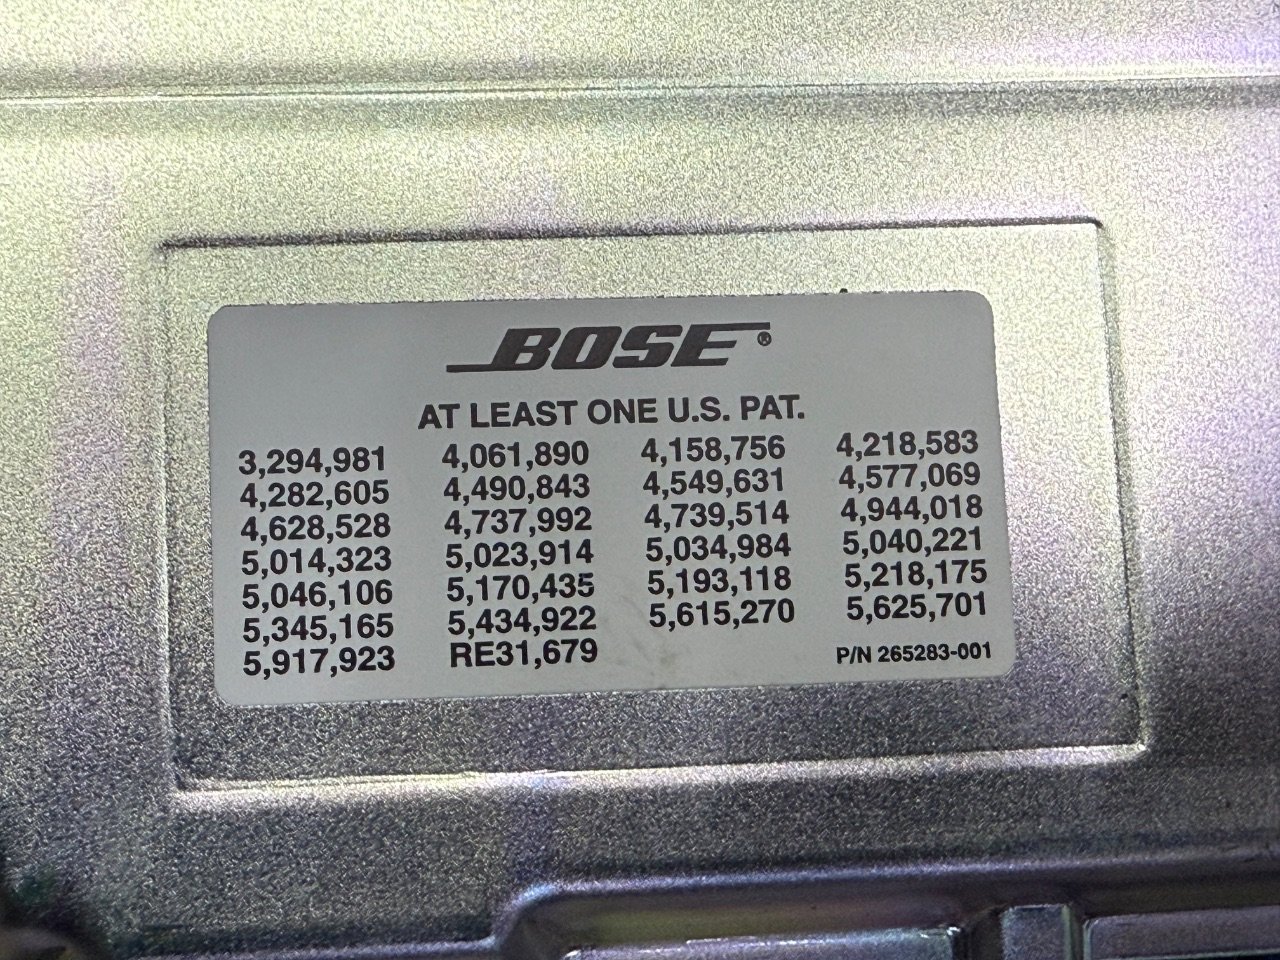 BOSE®
AT LEAST ONE U.S. PAT.
3,294,981 4,061,890 4,158,756 4,218,583
4,282,605 4,490,843 4,549,631 4,577,069
4,628,528 4,737,992 4,739,514 4,944,018
5,014,323 5,023,914 5,034,984 5,040,221
5,046,106 5,170,435 5,193,118 5,218,175
5,345,165 5,434,922 5,615,270 5,625,701
5,917,923 RE31,679 P/N 265283-001